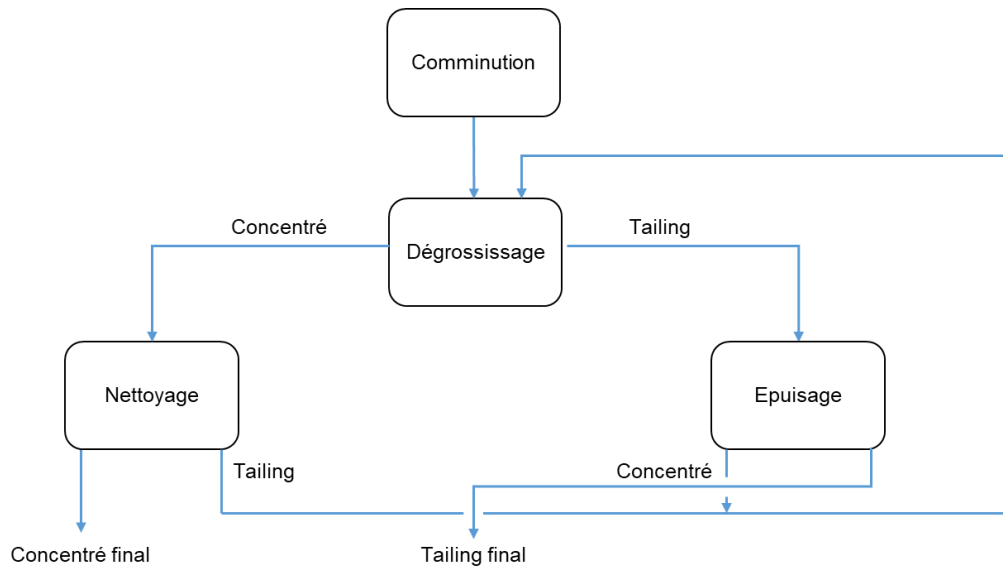 Comminution
Concentré
Tailing
Dégrossissage
Nettoyage
Epuisage
Tailing
Concentré
Concentré final
Tailing final